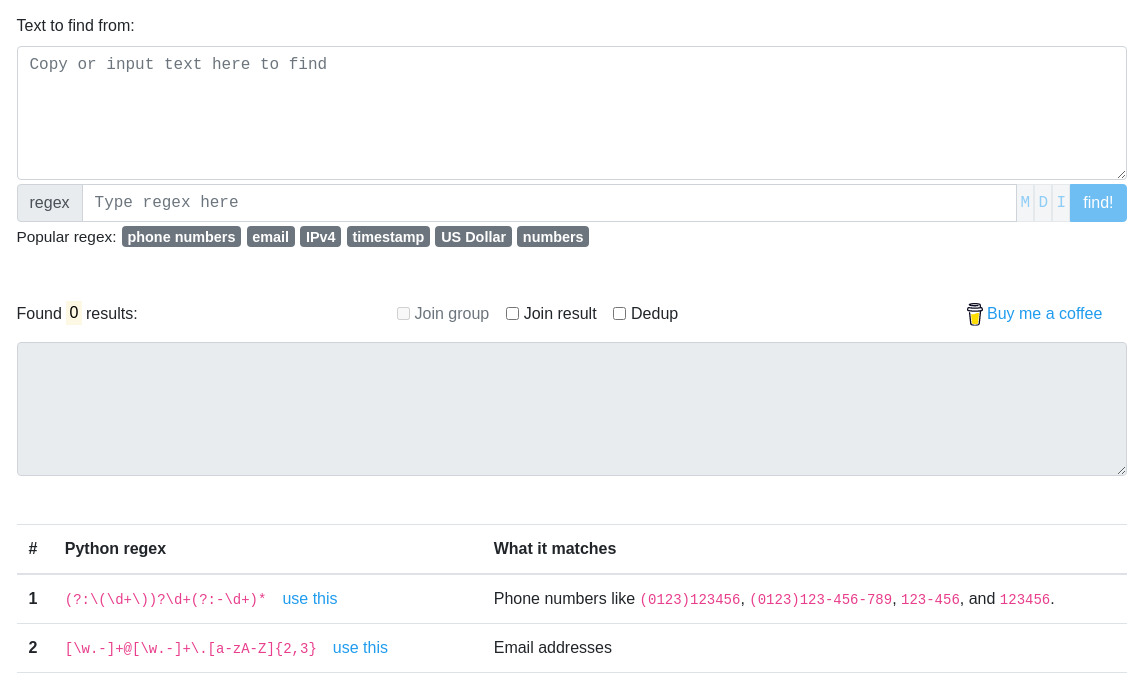 Text to find from:
Copy or input text here to find
regex Type regex here M D I find!
Popular regex: phone numbers email IPv4 timestamp US Dollar numbers
Found 0 results: Join group Join result Dedup Buy me a coffee
# Python regex What it matches
1 (?:\(\d+\))?\d+(?:-\d+)* use this Phone numbers like (0123)123456, (0123)123-456-789, 123-456, and 123456.
2 [\w.-]+@[\w.-]+\.[a-zA-Z]{2,3} use this Email addresses